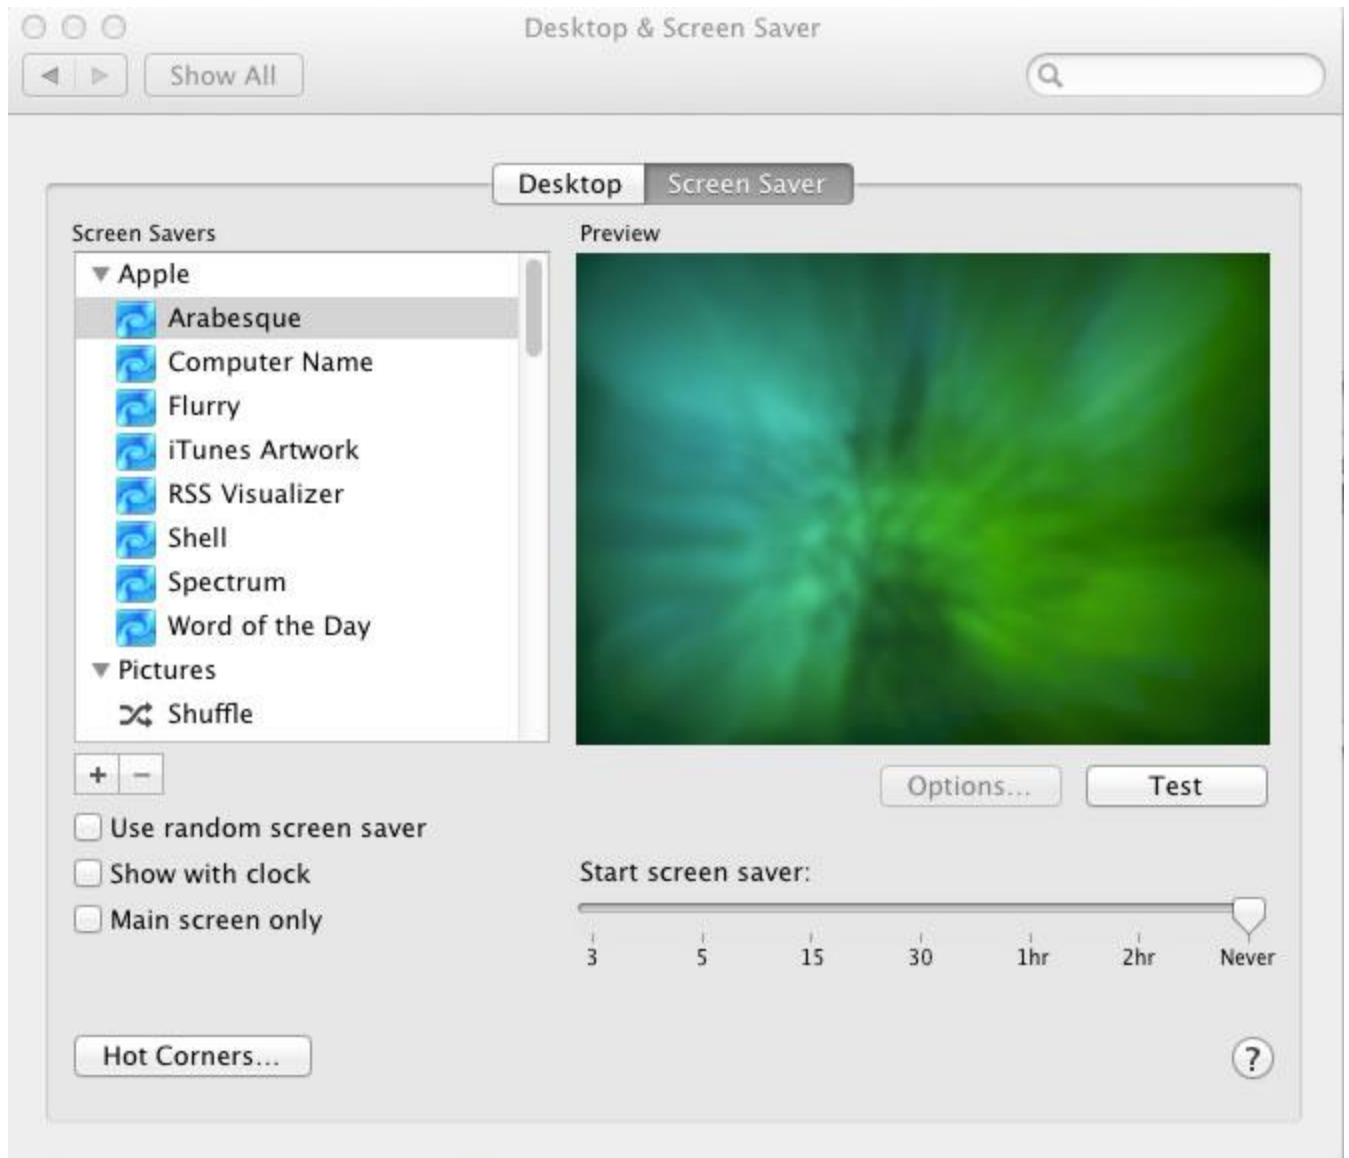 Desktop & Screen Saver
Show All
Desktop
Screen Saver
Screen Savers
Apple
Arabesque
Computer Name
Flurry
iTunes Artwork
RSS Visualizer
Shell
Spectrum
Word of the Day
Pictures
Shuffle
+ −
Use random screen saver
Show with clock
Main screen only
Hot Corners...
Preview
Options...
Test
Start screen saver:
3 5 15 30 1hr 2hr Never
?